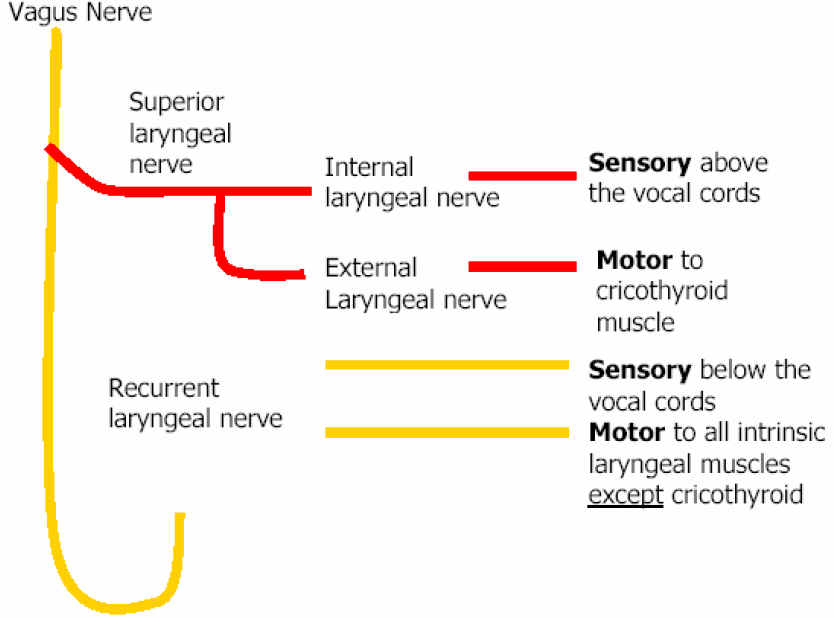 Vagus Nerve
Superior
laryngeal
nerve
Internal
laryngeal nerve
Sensory above
the vocal cords
External
Laryngeal nerve
Motor to
cricothyroid
muscle
Recurrent
laryngeal nerve
Sensory below the
vocal cords
Motor to all intrinsic
laryngeal muscles
except cricothyroid